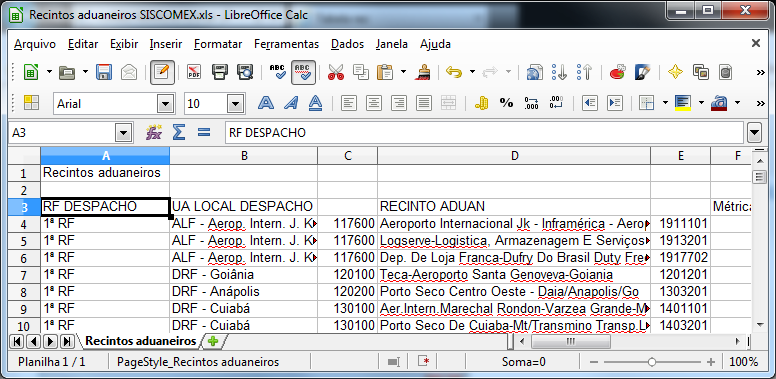 Recintos aduaneiros SISCOMEX.xls - LibreOffice Calc
Arquivo Editar Exibir Inserir Formatar Ferramentas Dados Janela Ajuda
Arial 10
A3 RF DESPACHO
A B C D E F
1 Recintos aduaneiros
2
3 RF DESPACHO UA LOCAL DESPACHO RECINTO ADUAN Métrica
4 1ª RF ALF - Aerop. Intern. J. K 117600 Aeroporto Internacional Jk - Inframérica - Aerop 1911101
5 1ª RF ALF - Aerop. Intern. J. K 117600 Logserve-Logistica, Armazenagem E Serviços 1913201
6 1ª RF ALF - Aerop. Intern. J. K 117600 Dep. De Loja Franca-Dufry Do Brasil Duty Fre 1917702
7 1ª RF DRF - Goiânia 120100 Teca-Aeroporto Santa Genoveva-Goiania 1201201
8 1ª RF DRF - Anápolis 120200 Porto Seco Centro Oeste - Daia/Anapolis/Go 1303201
9 1ª RF DRF - Cuiabá 130100 Aer.Intern.Marechal Rondon-Varzea Grande-M 1401101
10 1ª RF DRF - Cuiabá 130100 Porto Seco De Cuiaba-Mt/Transmino Transp.L 1403201
Recintos aduaneiros
Planilha 1 / 1 PageStyle_Recintos aduaneiros Soma=0 100%